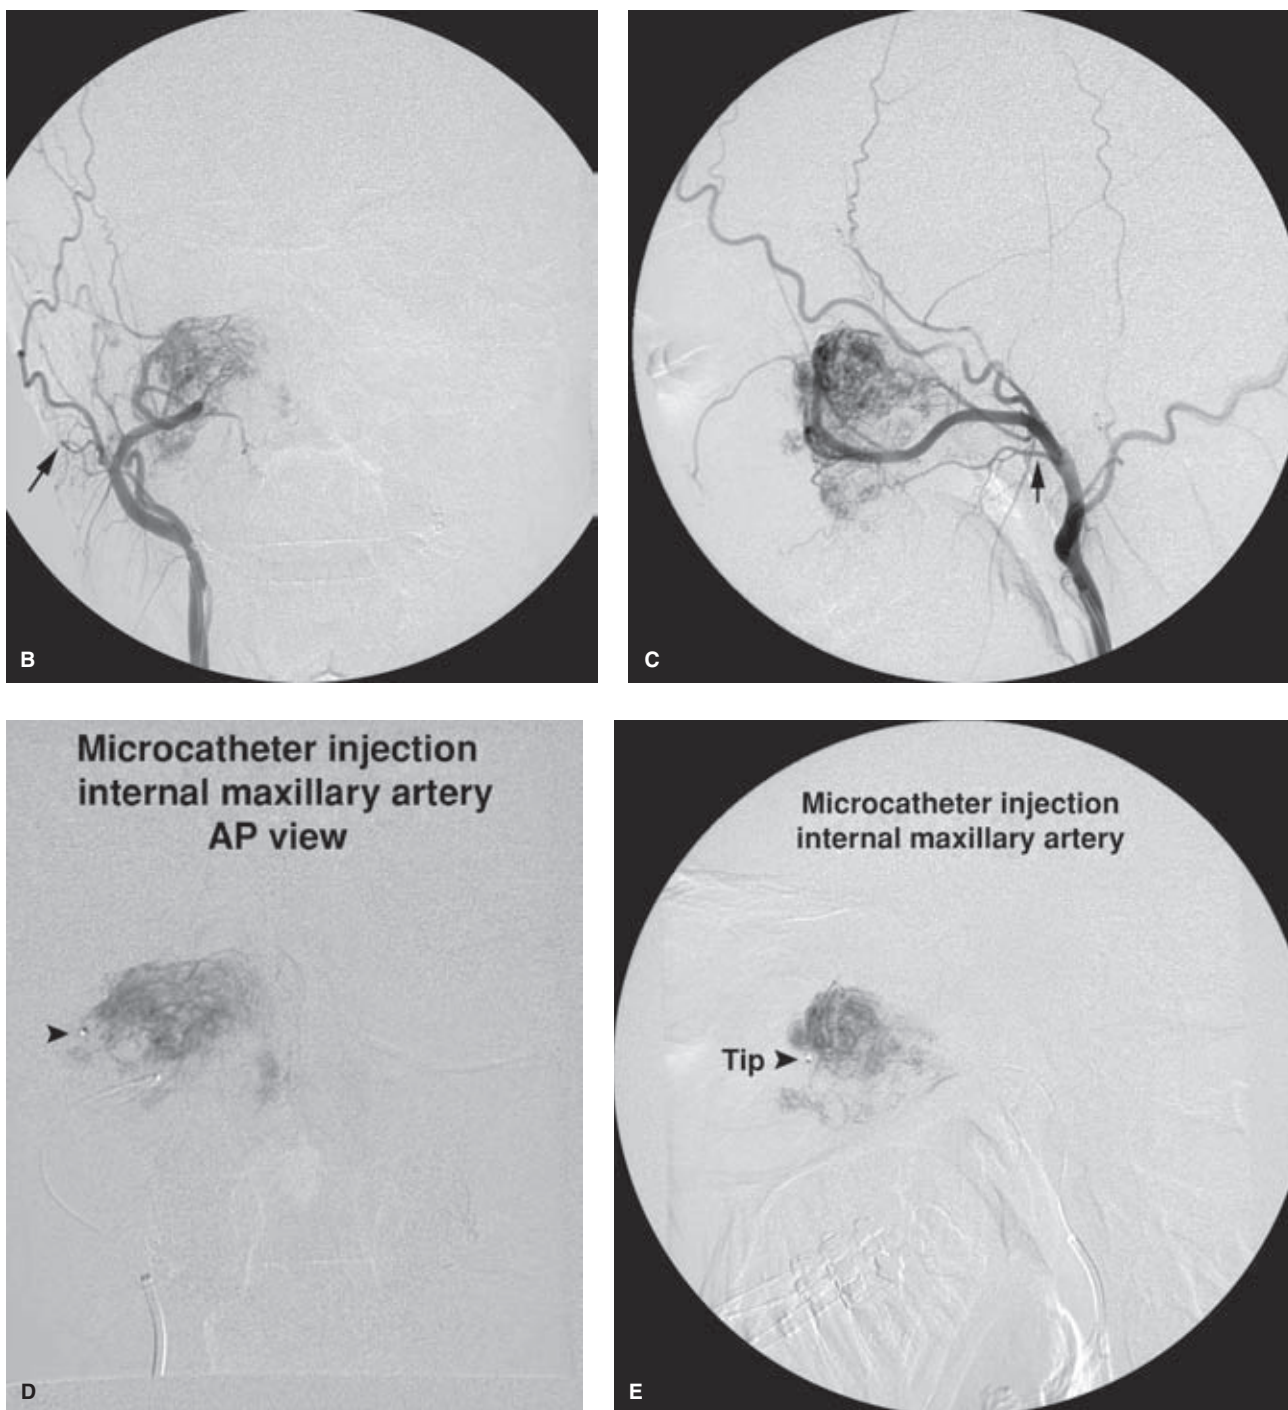 B
C
Microcatheter injection
internal maxillary artery
AP view
D
Microcatheter injection
internal maxillary artery
Tip
E